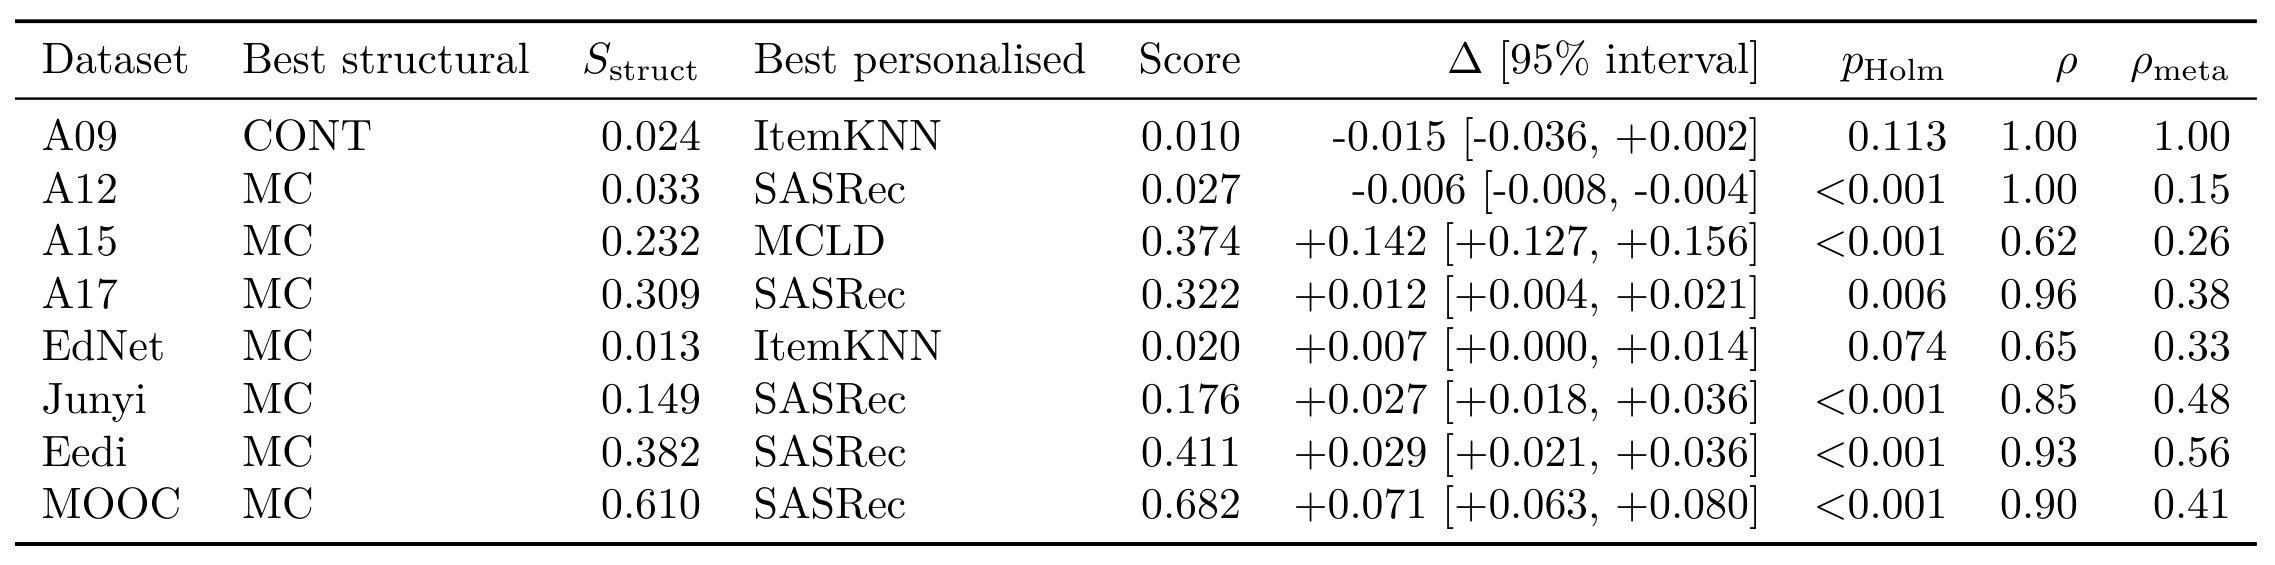 Dataset Best structural S_struct Best personalised Score Δ [95% interval] p_Holm ρ ρ_meta
A09 CONT 0.024 ItemKNN 0.010 -0.015 [-0.036, +0.002] 0.113 1.00 1.00
A12 MC 0.033 SASRec 0.027 -0.006 [-0.008, -0.004] <0.001 1.00 0.15
A15 MC 0.232 MCLD 0.374 +0.142 [+0.127, +0.156] <0.001 0.62 0.26
A17 MC 0.309 SASRec 0.322 +0.012 [+0.004, +0.021] 0.006 0.96 0.38
EdNet MC 0.013 ItemKNN 0.020 +0.007 [+0.000, +0.014] 0.074 0.65 0.33
Junyi MC 0.149 SASRec 0.176 +0.027 [+0.018, +0.036] <0.001 0.85 0.48
Eedi MC 0.382 SASRec 0.411 +0.029 [+0.021, +0.036] <0.001 0.93 0.56
MOOC MC 0.610 SASRec 0.682 +0.071 [+0.063, +0.080] <0.001 0.90 0.41